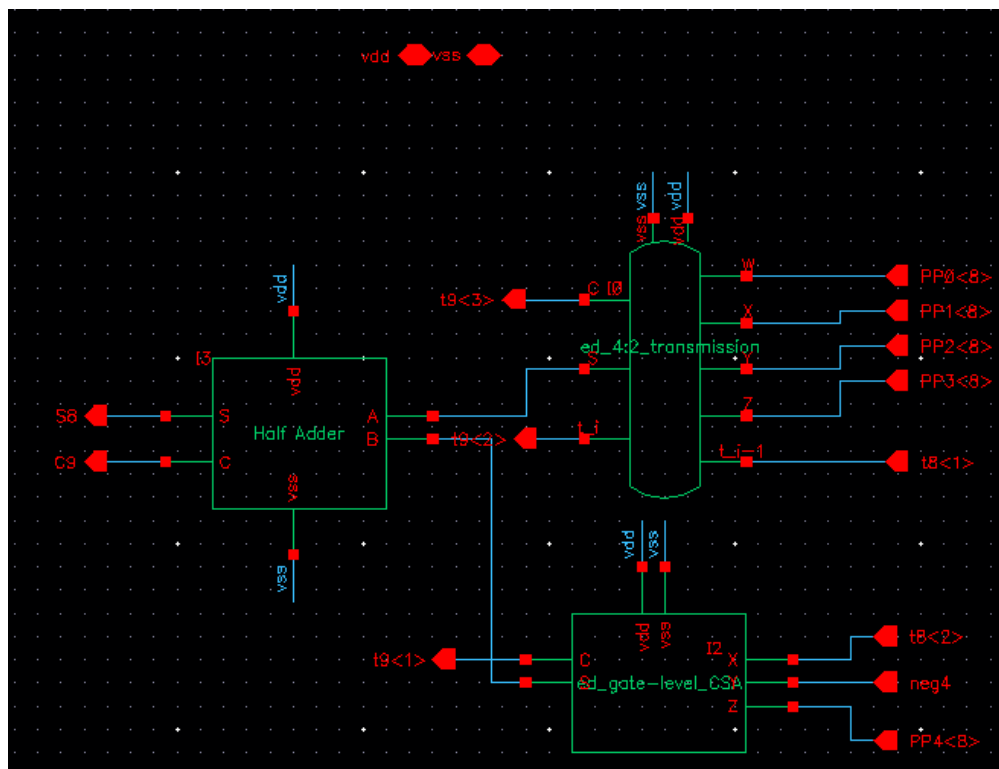 vdd vss
vss vdd
vss vdd
W PP0<8>
C I0
t9<3>
X PP1<8>
vdd
ed_4:2_transmission
PP2<8>
I3
S Y
PP3<8>
vdd
Z
S8 S A
Half Adder
B t9<2> t_i
t_i-1 t8<1>
C9 C
vss
vdd vss
vss
vdd vss
t8<2>
I2
t9<1> C X
S ed_gate-level_CSA Y neg4
Z
PP4<8>